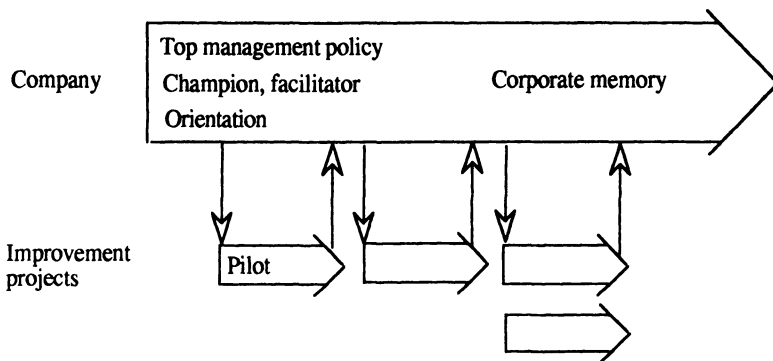 Company
Top management policy
Champion, facilitator
Orientation
Corporate memory
Improvement
projects
Pilot